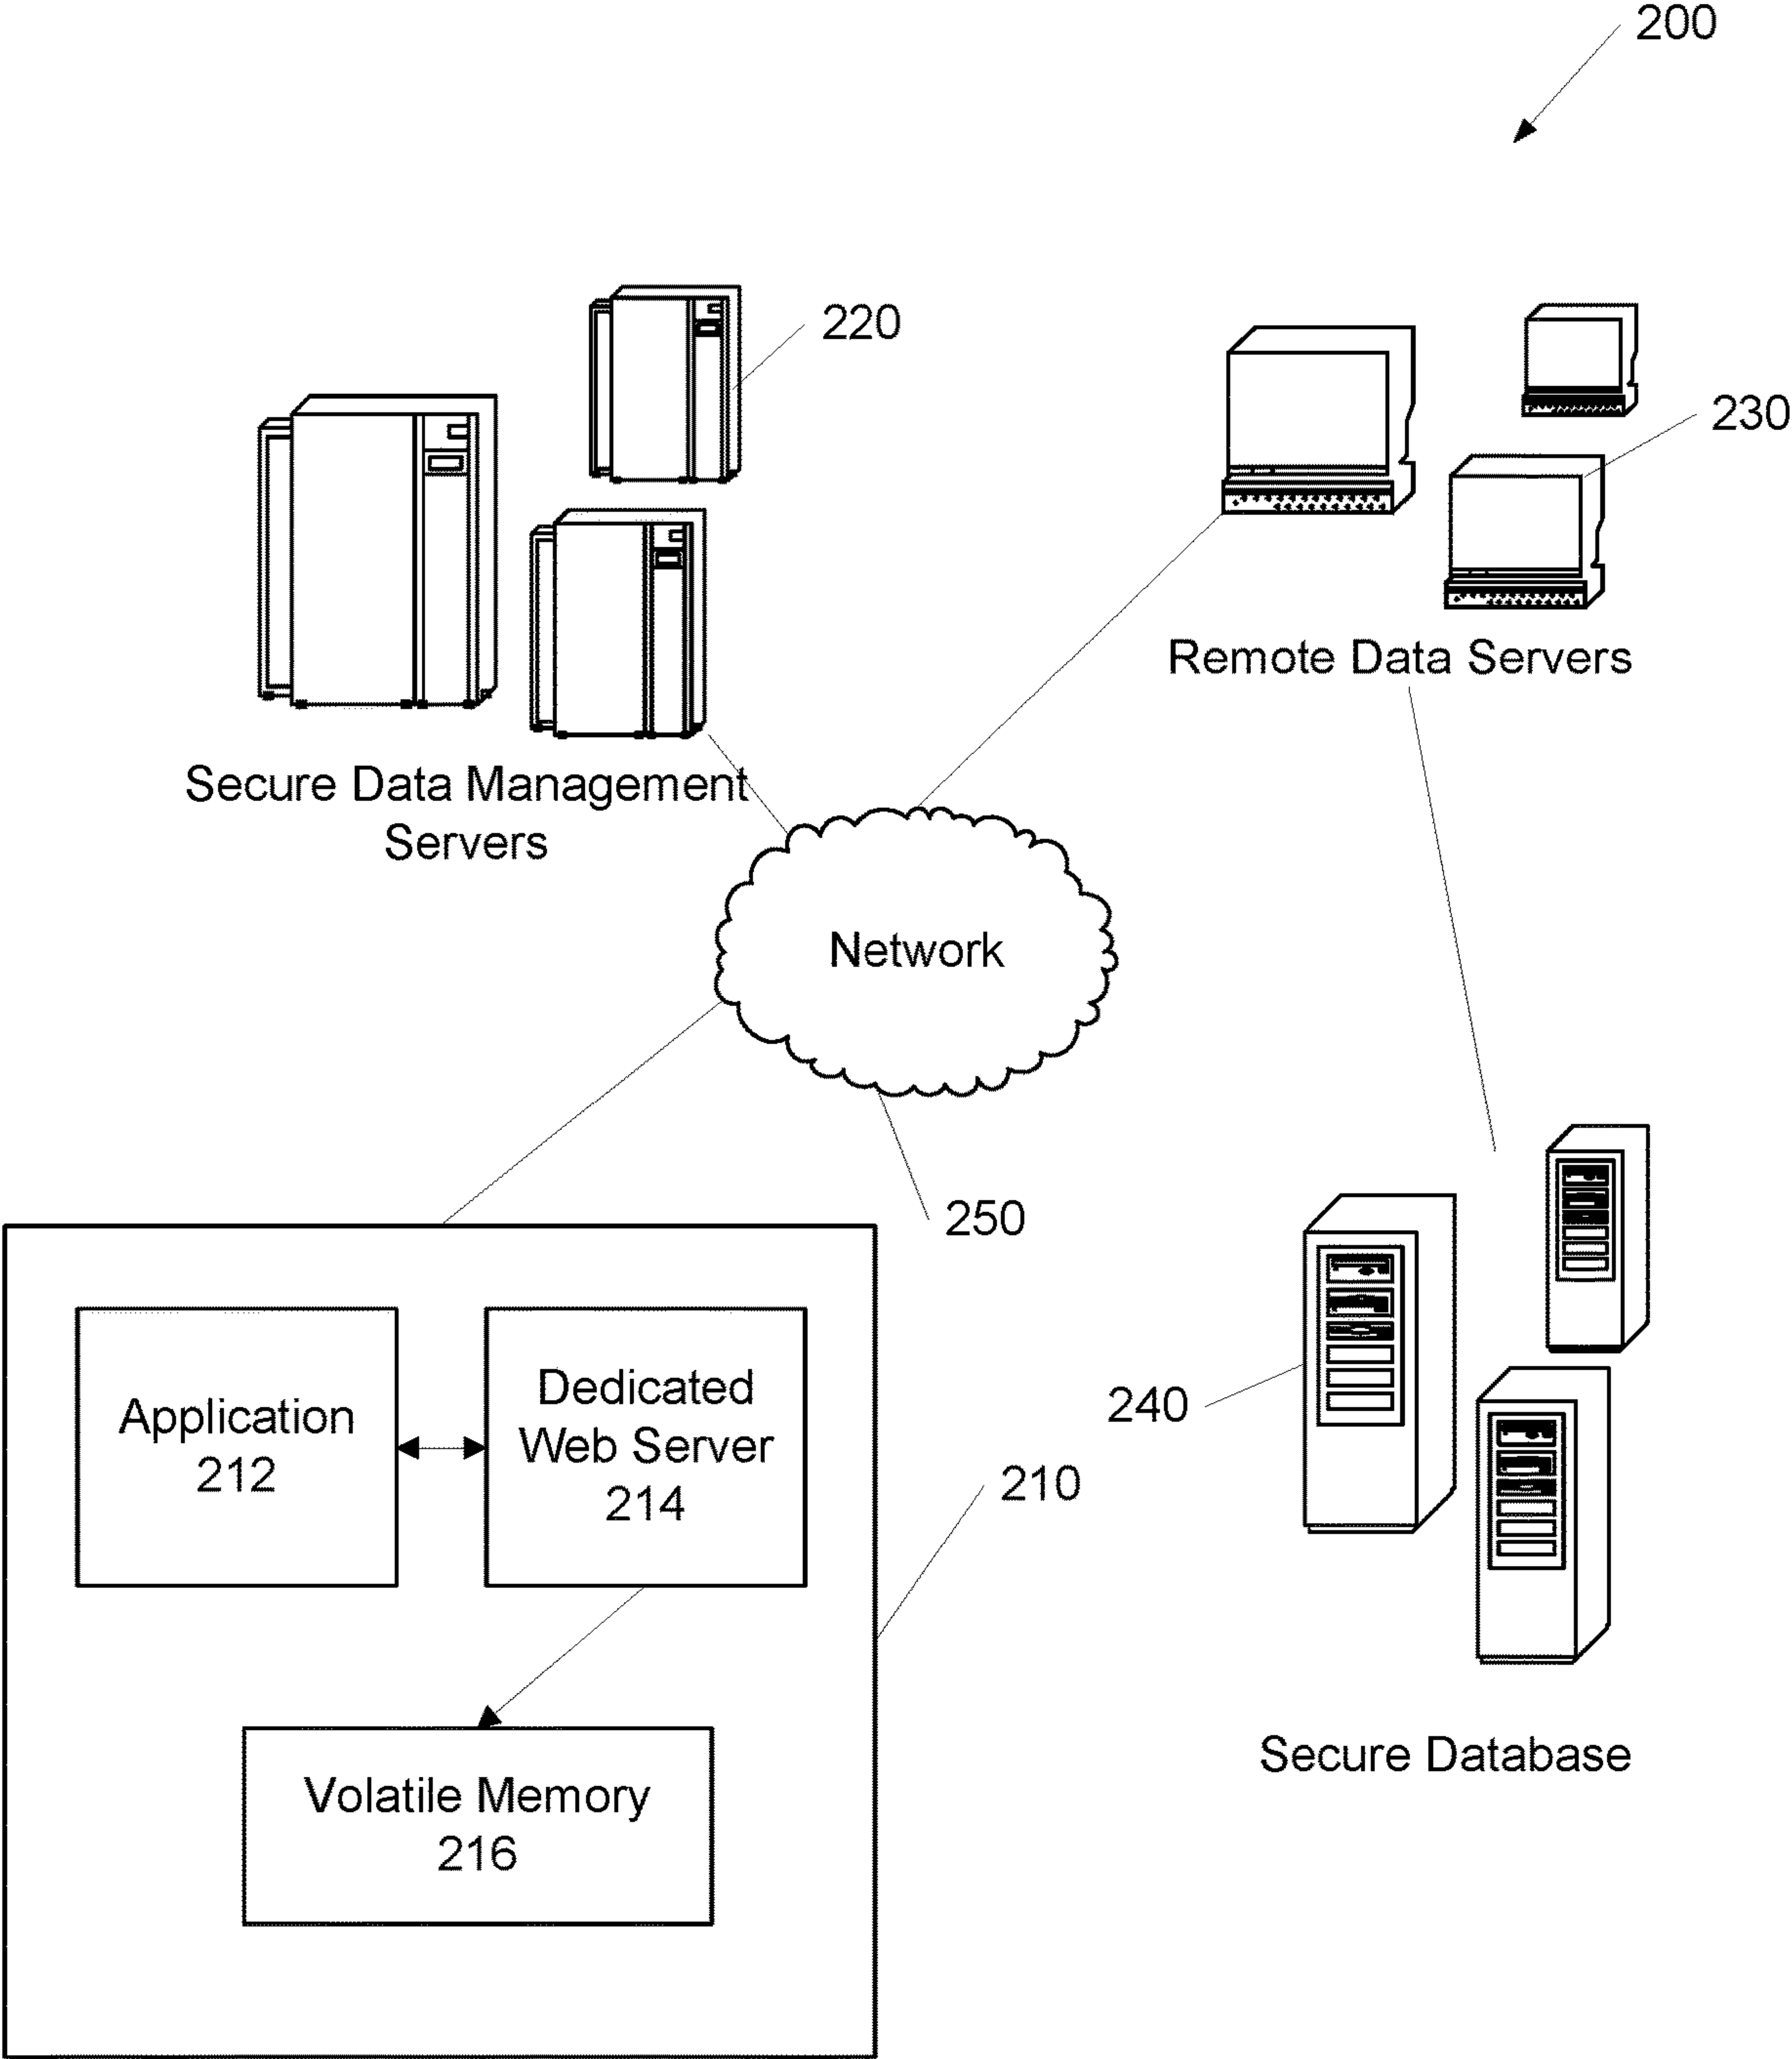 200
220
230
Remote Data Servers
Secure Data Management
Servers
Network
250
Application
212
Dedicated
Web Server
214
240
210
Volatile Memory
216
Secure Database